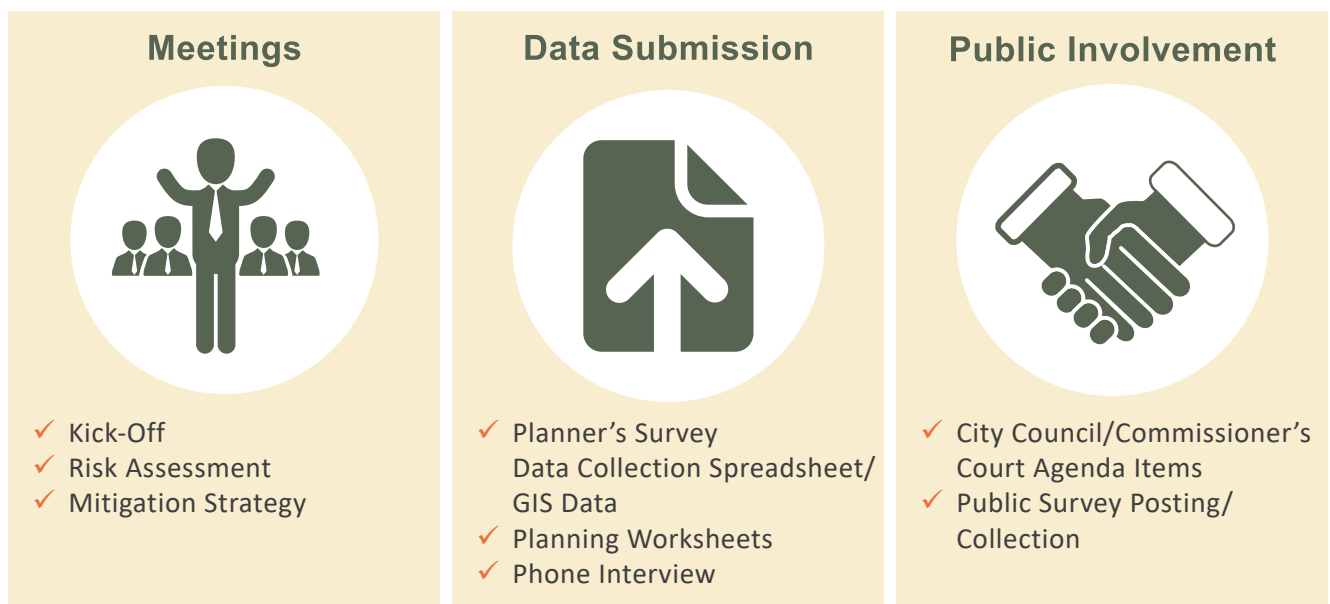 Meetings
✓ Kick-Off
✓ Risk Assessment
✓ Mitigation Strategy
Data Submission
✓ Planner’s Survey
Data Collection Spreadsheet/
GIS Data
✓ Planning Worksheets
✓ Phone Interview
Public Involvement
✓ City Council/Commissioner’s
Court Agenda Items
✓ Public Survey Posting/
Collection